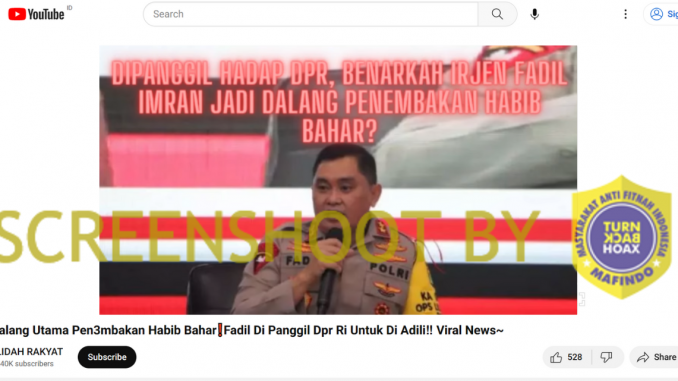 YouTube ID
Search
Sig
DIPANGGIL HADAP DPR, BENARKAH IRJEN FADIL
IMRAN JADI DALANG PENEMBAKAN HABIB
BAHAR?
FAD
POLRI
KA
OPS
SCREENSHOOT BY
MASYARAKAT ANTI FITNAH INDONESIA
TURN
BACK
HOAX
MAFINDO
alang Utama Pen3mbakan Habib Bahar❗Fadil Di Panggil Dpr Ri Untuk Di Adili!! Viral News~
LIDAH RAKYAT
40K subscribers
Subscribe
528
Share